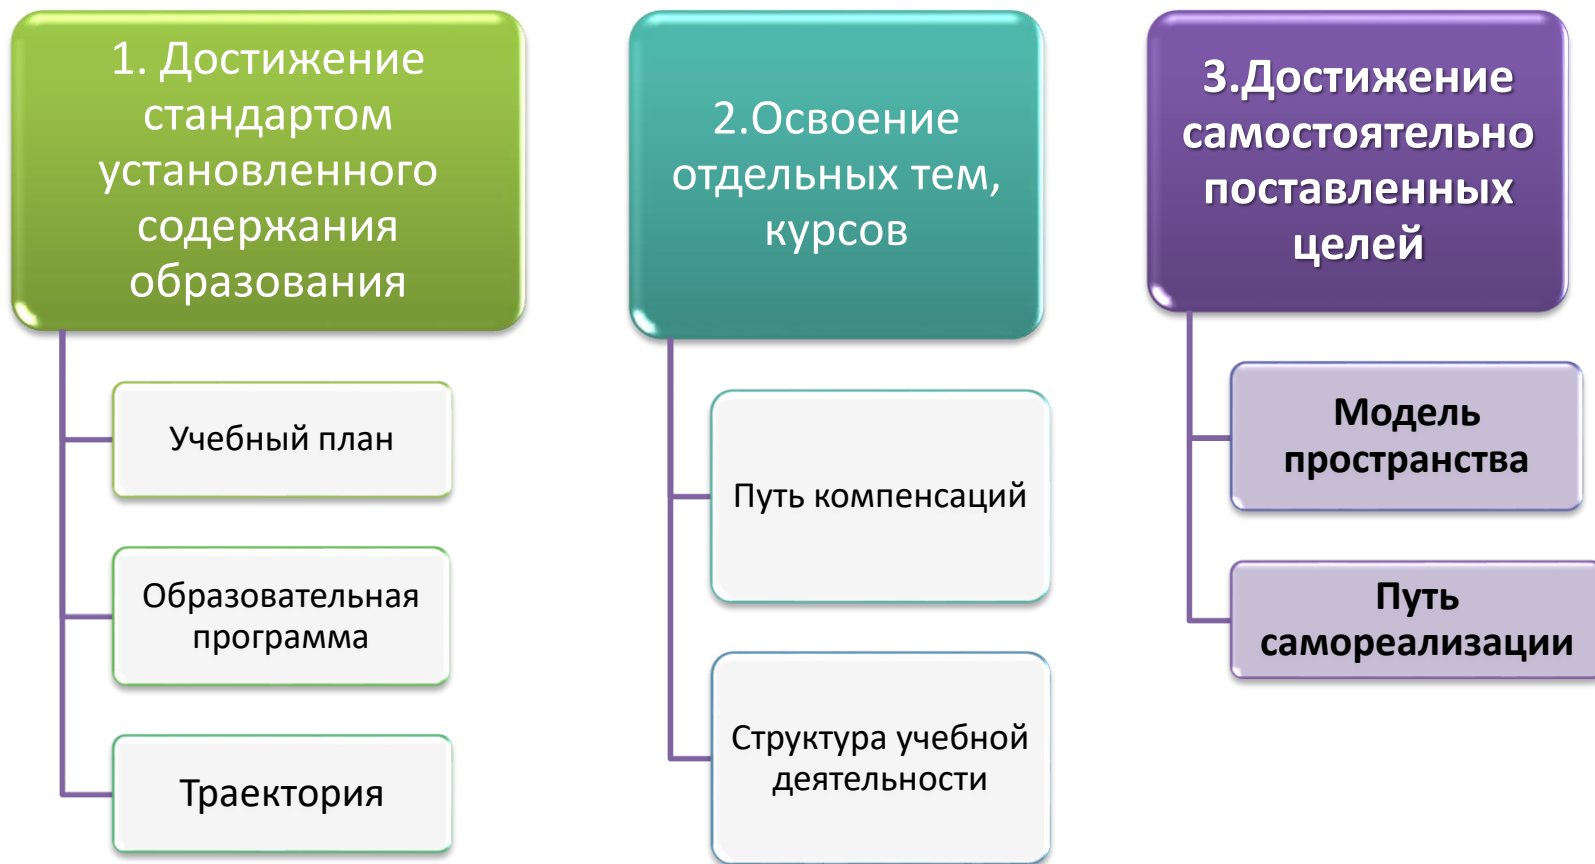 1. Достижение
стандартом
установленного
содержания
образования
Учебный план
Образовательная
программа
Траектория
2.Освоение
отдельных тем,
курсов
Путь компенсаций
Структура учебной
деятельности
3.Достижение
самостоятельно
поставленных
целей
Модель
пространства
Путь
самореализации